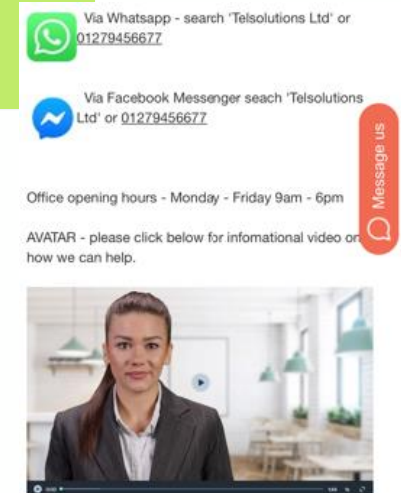 Via Whatsapp - search 'Telsolutions Ltd' or
01279456677
Via Facebook Messenger seach 'Telsolutions
Ltd' or 01279456677
Message us
Office opening hours - Monday - Friday 9am - 6pm
AVATAR - please click below for infomational video on
how we can help.